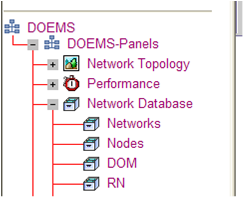 DOEMS
DOEMS-Panels
Network Topology
Performance
Network Database
Networks
Nodes
DOM
RN